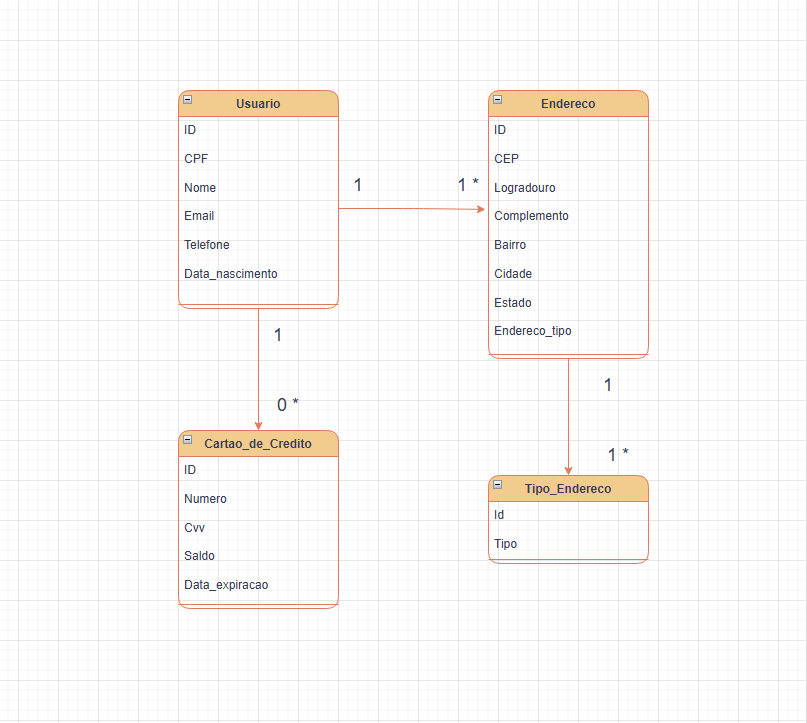 Usuario
ID
CPF
Nome
Email
Telefone
Data_nascimento
1
1 *
Endereco
ID
CEP
Logradouro
Complemento
Bairro
Cidade
Estado
Endereco_tipo
1
0 *
Cartao_de_Credito
ID
Numero
Cvv
Saldo
Data_expiracao
1
1 *
Tipo_Endereco
Id
Tipo